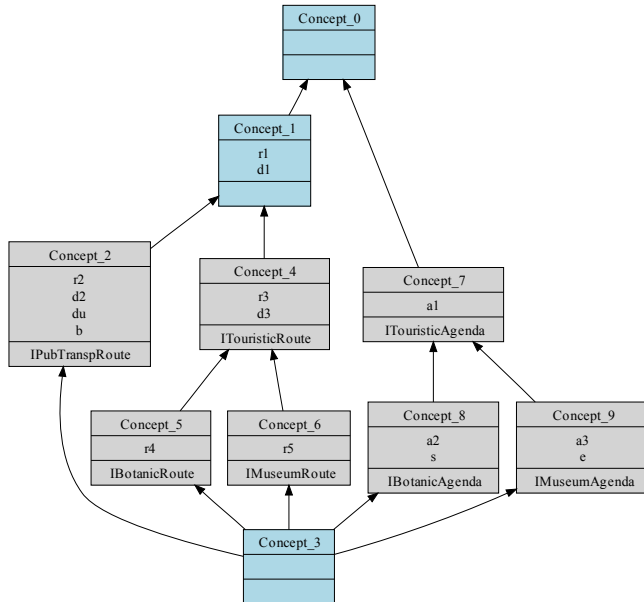 Concept_0
Concept_1
r1
d1
Concept_2
r2
d2
du
b
IPubTranspRoute
Concept_4
r3
d3
ITouristicRoute
Concept_7
a1
ITouristicAgenda
Concept_5
r4
IBotanicRoute
Concept_6
r5
IMuseumRoute
Concept_8
a2
s
IBotanicAgenda
Concept_9
a3
e
IMuseumAgenda
Concept_3